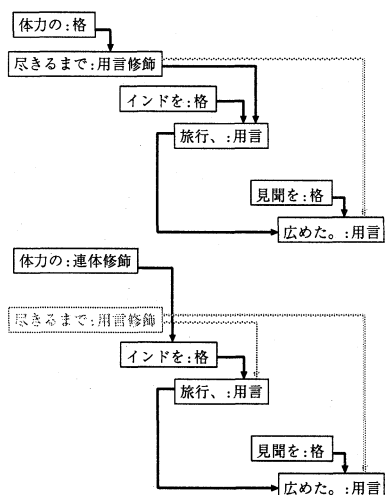 体力の:格
尽きるまで:用言修飾
インドを:格
旅行、:用言
見聞を:格
広めた。:用言
体力の:連体修飾
尽きるまで:用言修飾
インドを:格
旅行、:用言
見聞を:格
広めた。:用言